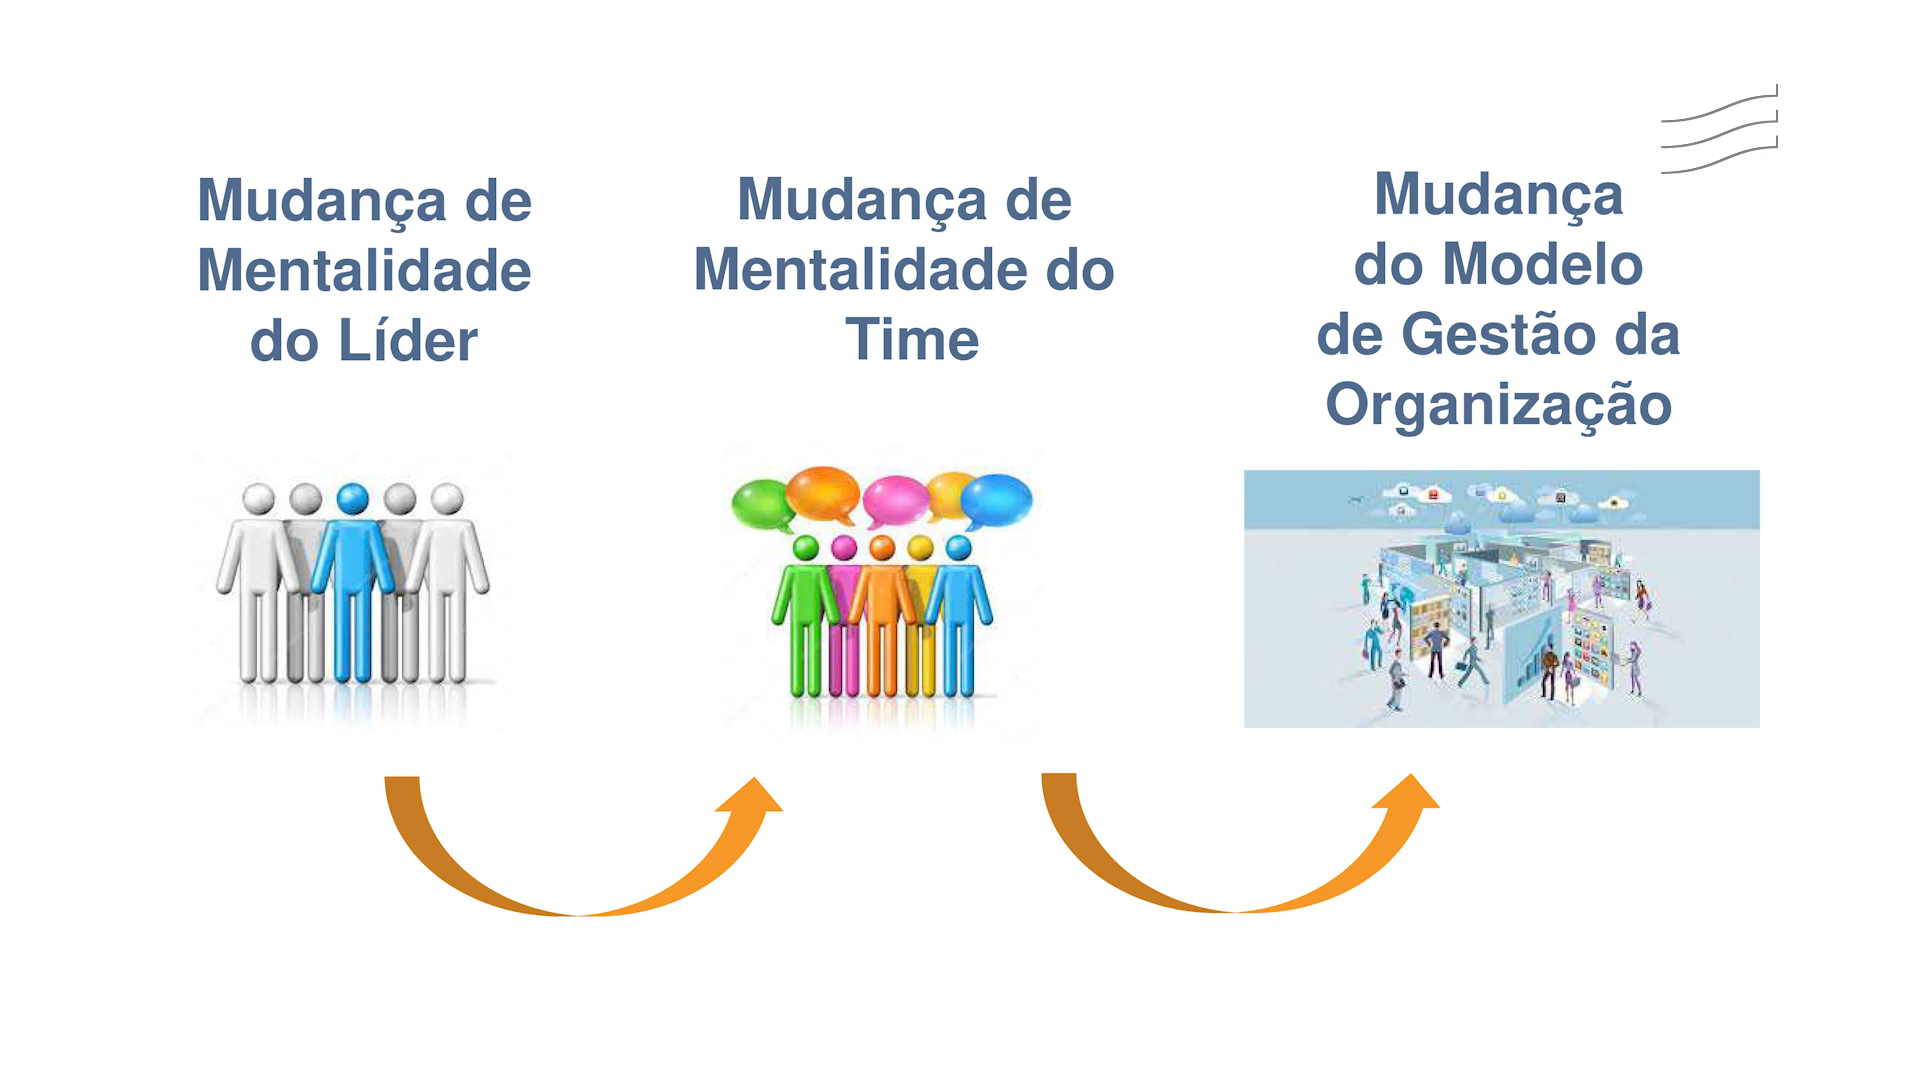 Mudança de
Mentalidade
do Líder
Mudança de
Mentalidade do
Time
Mudança
do Modelo
de Gestão da
Organização